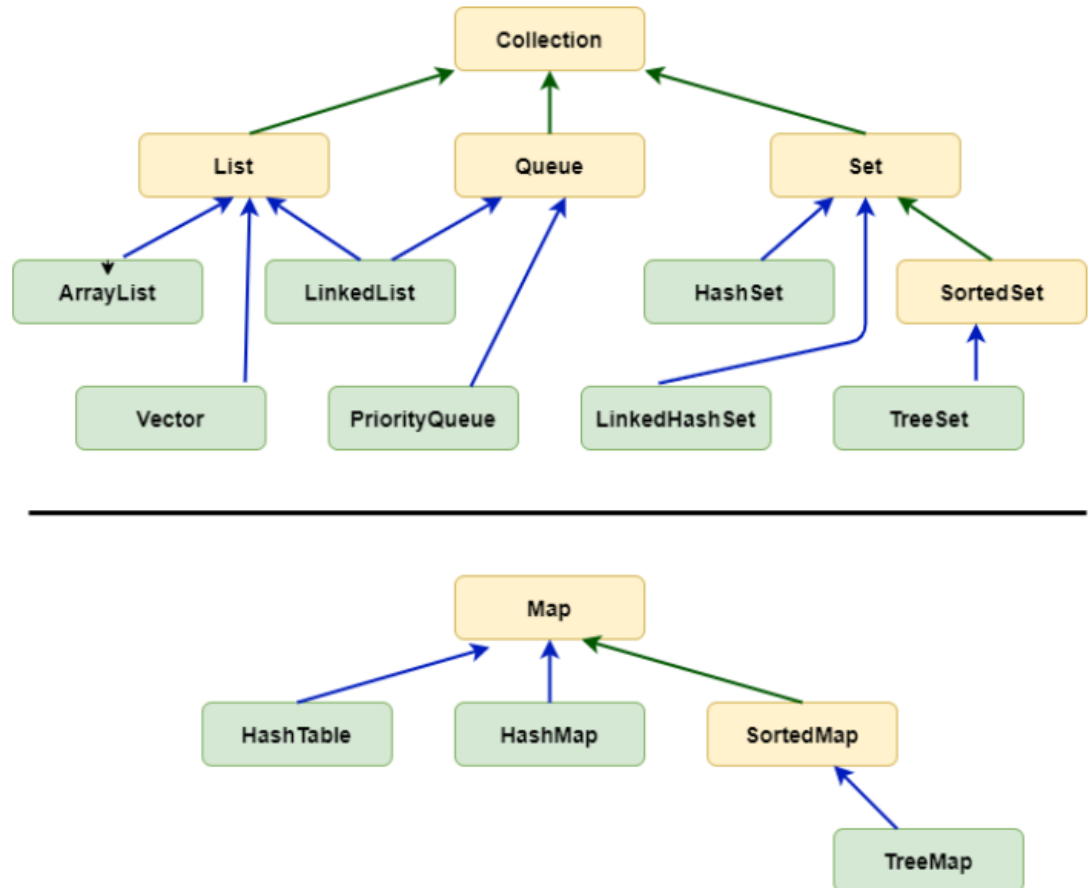 Collection
List
Queue
Set
ArrayList
LinkedList
HashSet
SortedSet
Vector
PriorityQueue
LinkedHashSet
TreeSet
Map
HashTable
HashMap
SortedMap
TreeMap